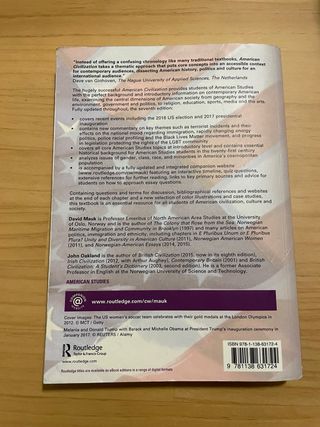 "Instead of offering a confusing chronology like many traditional textbooks, American
Civilization takes a thematic approach that puts core concepts into an accessible context
for contemporary audiences, dissecting American history, politics and culture for an
international audience."
Dave van Ginhoven, The Hague University of Applied Sciences, The Netherlands
The hugely successful American Civilization provides students of American Studies
with the perfect background and introductory information on contemporary American
life, examining the central dimensions of American society from geography and the
environment, government and politics, to religion, education, sports, media and the arts.
Fully updated throughout, the seventh edition:
• covers recent events including the 2016 US election and 2017 presidential
inauguration
• contains new commentary on key themes such as terrorist incidents and their
effects on the national mood regarding immigration, rapidly changing energy
politics, police racial profiling and the Black Lives Matter movement, and progress
in legislation protecting the rights of the LGBT community
• covers all core American Studies topics at introductory level and contains essential
historical background for American Studies students in the twenty-first century
• analyses issues of gender, class, race, and minorities in America's cosmopolitan
population
• is accompanied by a fully updated and integrated companion website
(routledge.com/cw/mauk) featuring an interactive timeline, quiz questions,
extensive references for further reading, links to key primary sources and advice for
students on how to approach essay questions.
Containing questions and terms for discussion, bibliographical references and websites
at the end of each chapter and a new selection of color illustrations and case studies,
this textbook is an essential resource for all students of American civilization, culture and
society.
David Mauk is Professor Emeritus of North American Area Studies at the University
of Oslo, Norway and is the author of The Colony that Rose from the Sea: Norwegian
Maritime Migration and Community in Brooklyn (1997) and many articles on American
politics, immigration and ethnicity, including chapters in E Pluribus Unum or E Pluribus
Plura? Unity and Diversity in American Culture (2011), Norwegian American Women
(2011), and Norwegian-American Essays (2014, 2011).
John Oakland is the author of British Civilization (2015, now in its eighth edition),
Irish Civilization (2012, with Arthur Aughey), Contemporary Britain (2001) and British
Civilization: A Student's Dictionary (2003, second edition). He is a former Associate
Professor in English at the Norwegian University of Science and Technology.
AMERICAN STUDIES
www.routledge.com/cw/mauk
Cover images: The US women's soccer team celebrates with their gold medals at the London Olympics in
2012. © MCT / Getty
Melania and Donald Trump with Barack and Michelle Obama at President Trump's inauguration ceremony in
January 2017. © REUTERS / Alamy
R Routledge
Taylor & Francis Group
Routledge titles are available as eBook editions in a range of digital formats
ISBN 978-1-138-63172-4
9 781138 631724